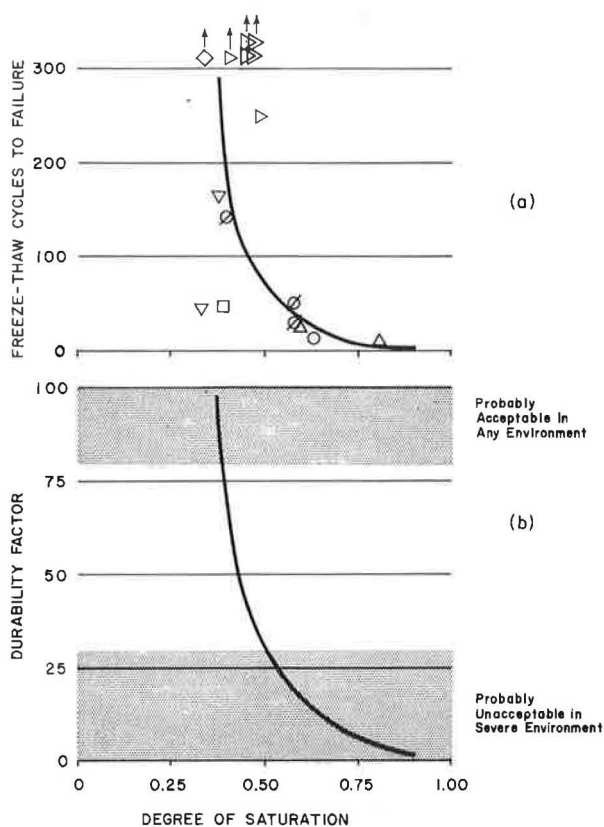 FREEZE-THAW CYCLES TO FAILURE
300
200
100
0
(a)
DURABILITY FACTOR
100
75
50
25
0
Probably
Acceptable In
Any Environment
(b)
Probably
Unacceptable in
Severe Environment
0 0.25 0.50 0.75 1.00
DEGREE OF SATURATION